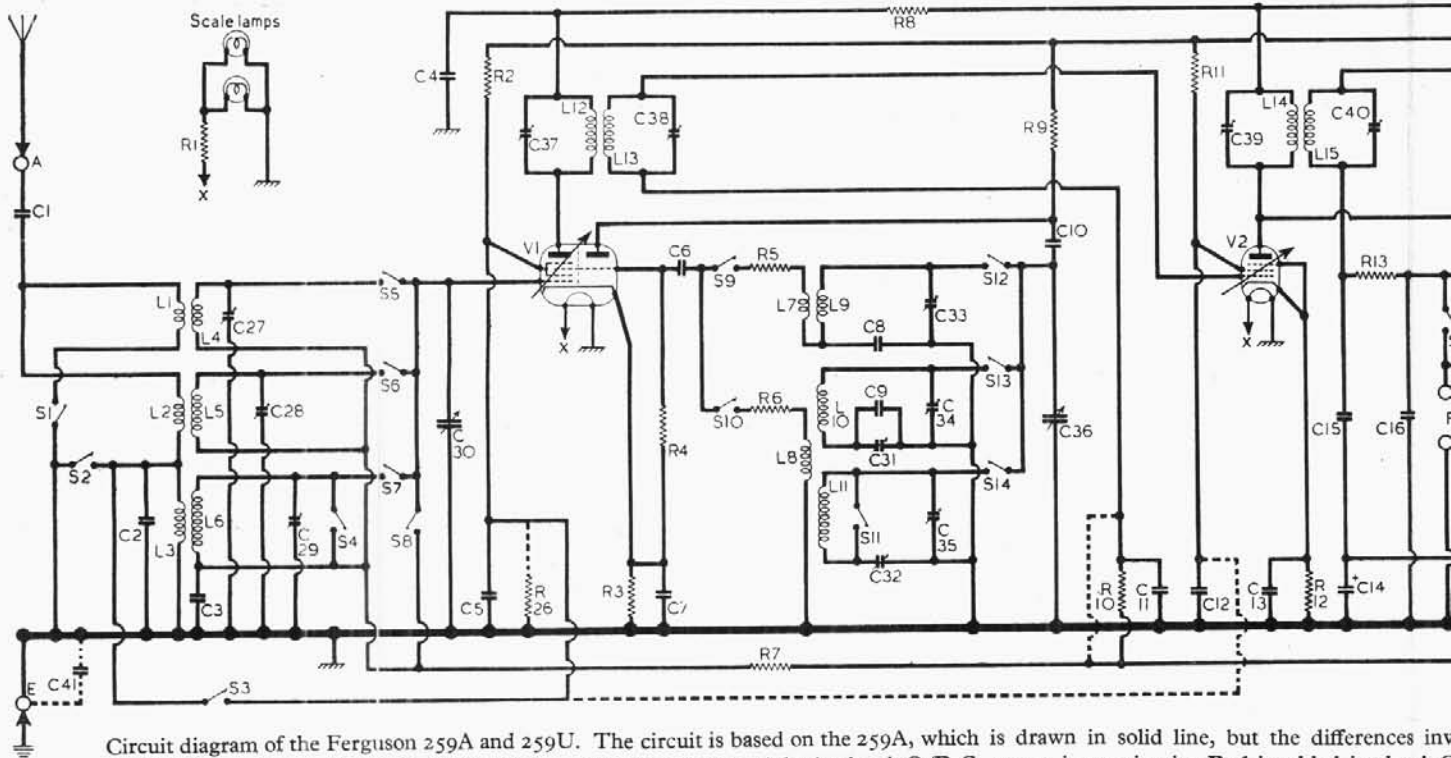 Scale lamps
R8
C4
R2
R11
L12
C37
C38
L13
R9
L14
C39
C40
L15
R1
X
A
C1
V1
C6
S9
R5
C10
S12
V2
R13
L1
L4
C27
S5
L7
L9
C33
C8
X
X
S1
L2
L5
C28
S6
S10
R6
L10
C9
C31
C34
S13
C36
C15
C16
S2
C2
L3
L6
C29
S4
S7
S8
C30
R4
L8
L11
S11
C35
C32
S14
C3
C5
R26
R3
C7
R10
C11
C12
C13
R12
C14
+
C41
E
S3
R7
Circuit diagram of the Ferguson 259A and 259U. The circuit is based on the 259A, which is drawn in solid line, but the differences inv